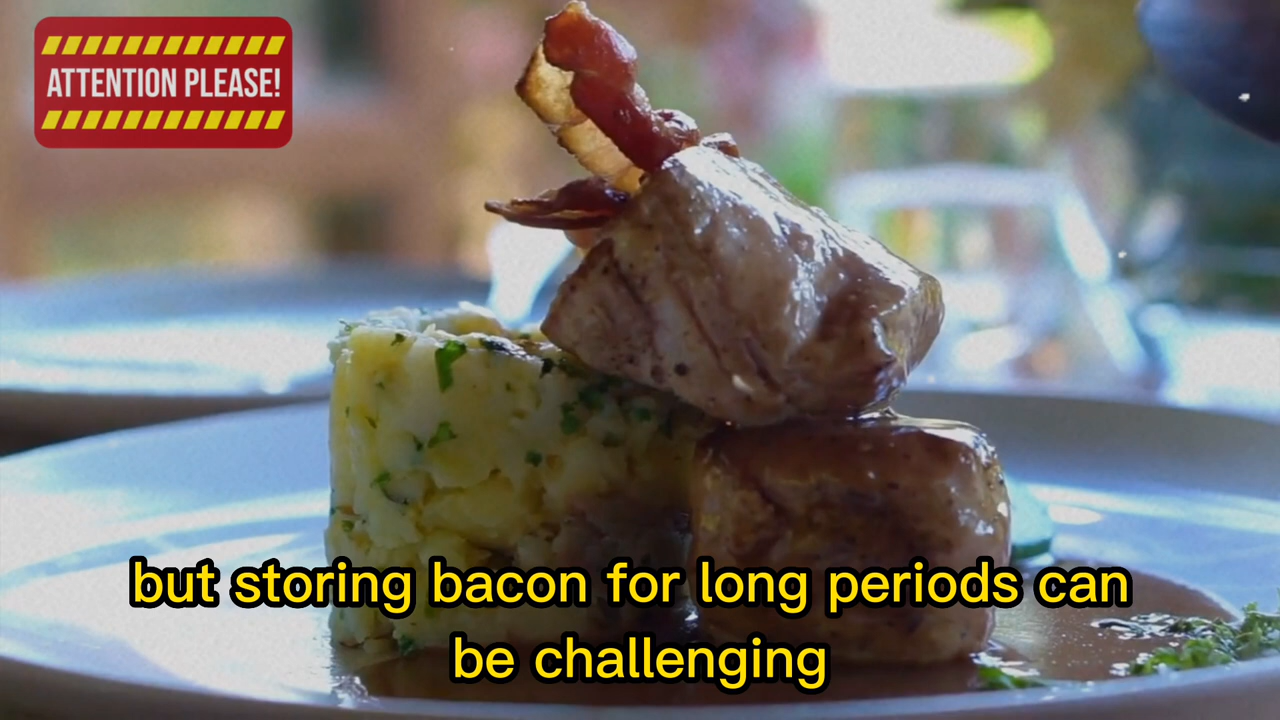 ATTENTION PLEASE!
but storing bacon for long periods can
be challenging